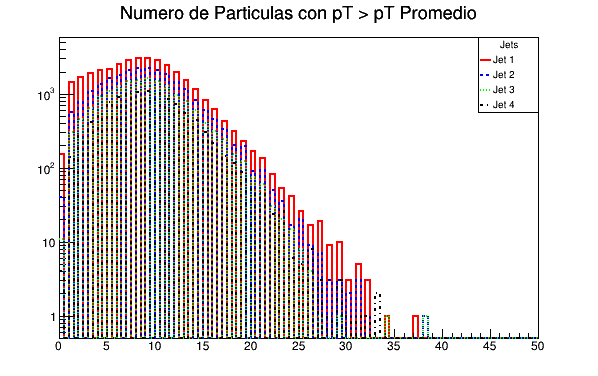 Numero de Particulas con pT > pT Promedio
Jets
Jet 1
Jet 2
Jet 3
Jet 4
10³
10²
10
1
0 5 10 15 20 25 30 35 40 45 50